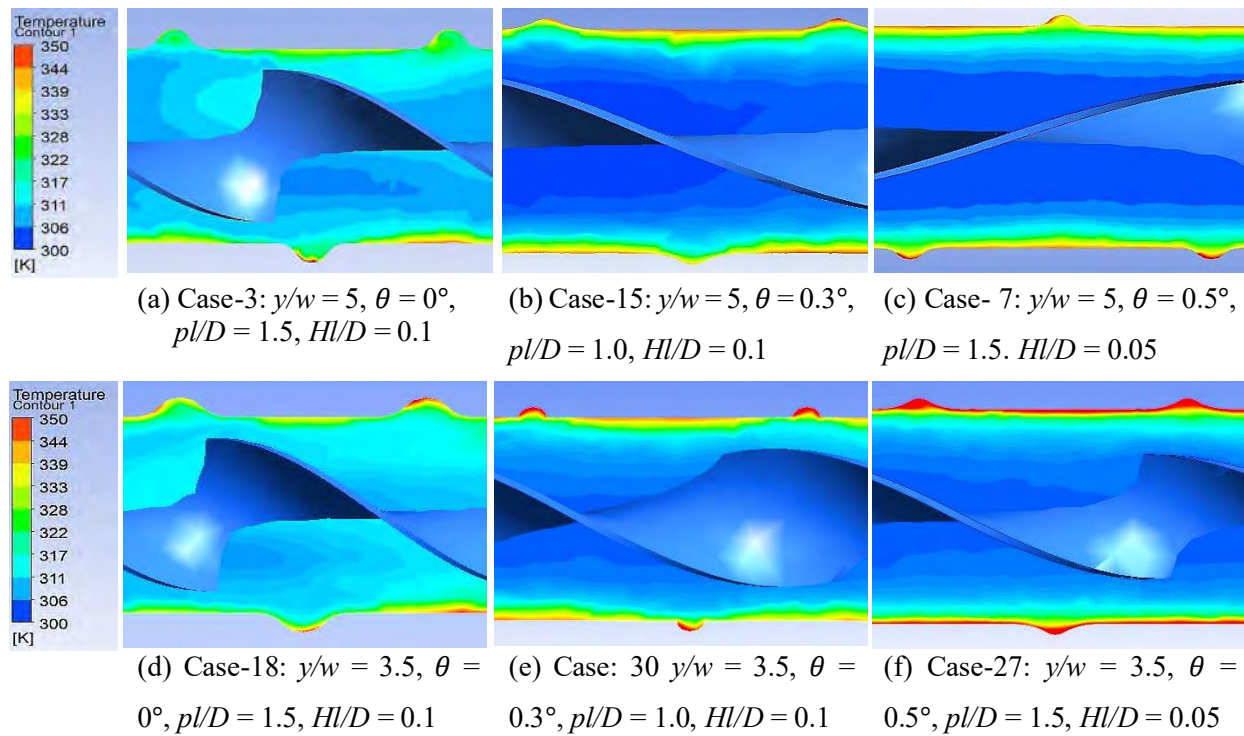 Temperature
Contour 1
350
344
339
333
328
322
317
311
306
300
[K]
(a) Case-3: y/w = 5, θ = 0°,
pl/D = 1.5, Hl/D = 0.1
(b) Case-15: y/w = 5, θ = 0.3°,
pl/D = 1.0, Hl/D = 0.1
(c) Case- 7: y/w = 5, θ = 0.5°,
pl/D = 1.5. Hl/D = 0.05
Temperature
Contour 1
350
344
339
333
328
322
317
311
306
300
[K]
(d) Case-18: y/w = 3.5, θ =
0°, pl/D = 1.5, Hl/D = 0.1
(e) Case: 30 y/w = 3.5, θ =
0.3°, pl/D = 1.0, Hl/D = 0.1
(f) Case-27: y/w = 3.5, θ =
0.5°, pl/D = 1.5, Hl/D = 0.05